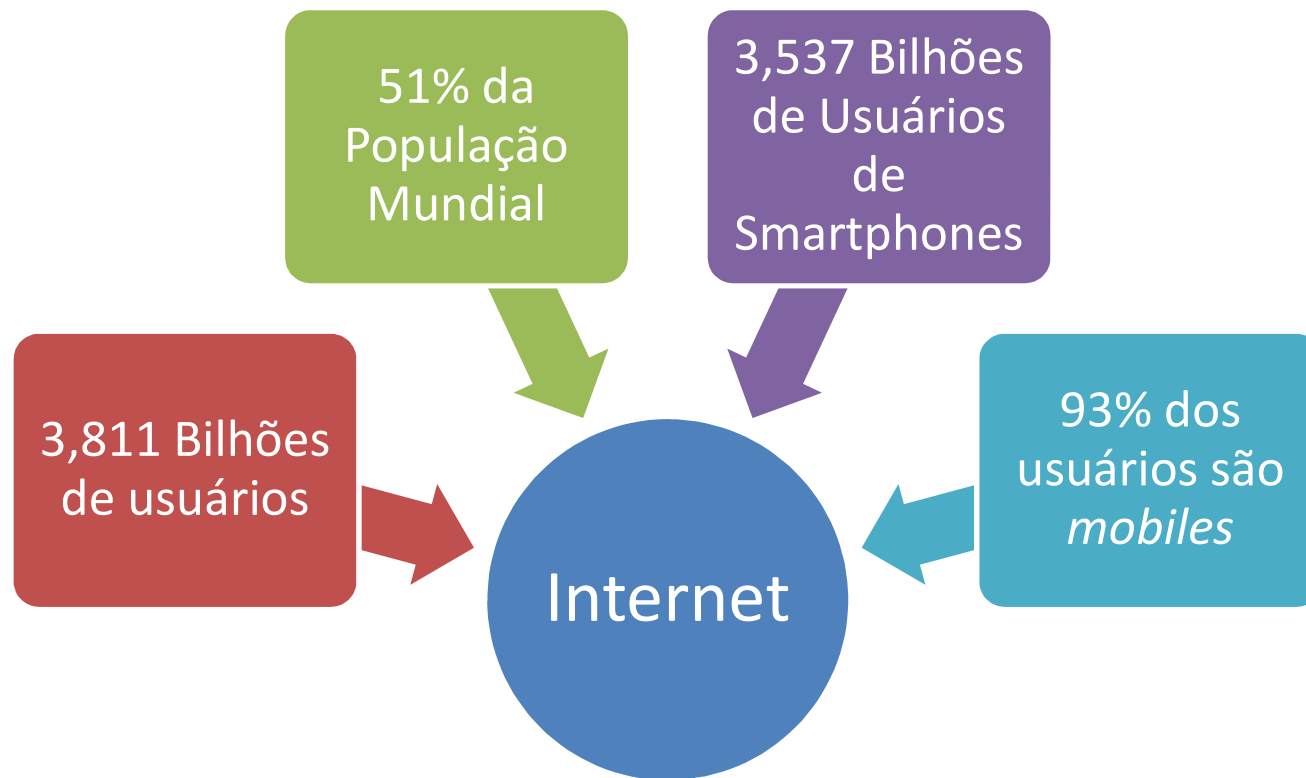 51% da
População
Mundial
3,537 Bilhões
de Usuários
de
Smartphones
3,811 Bilhões
de usuários
93% dos
usuários são
mobiles
Internet